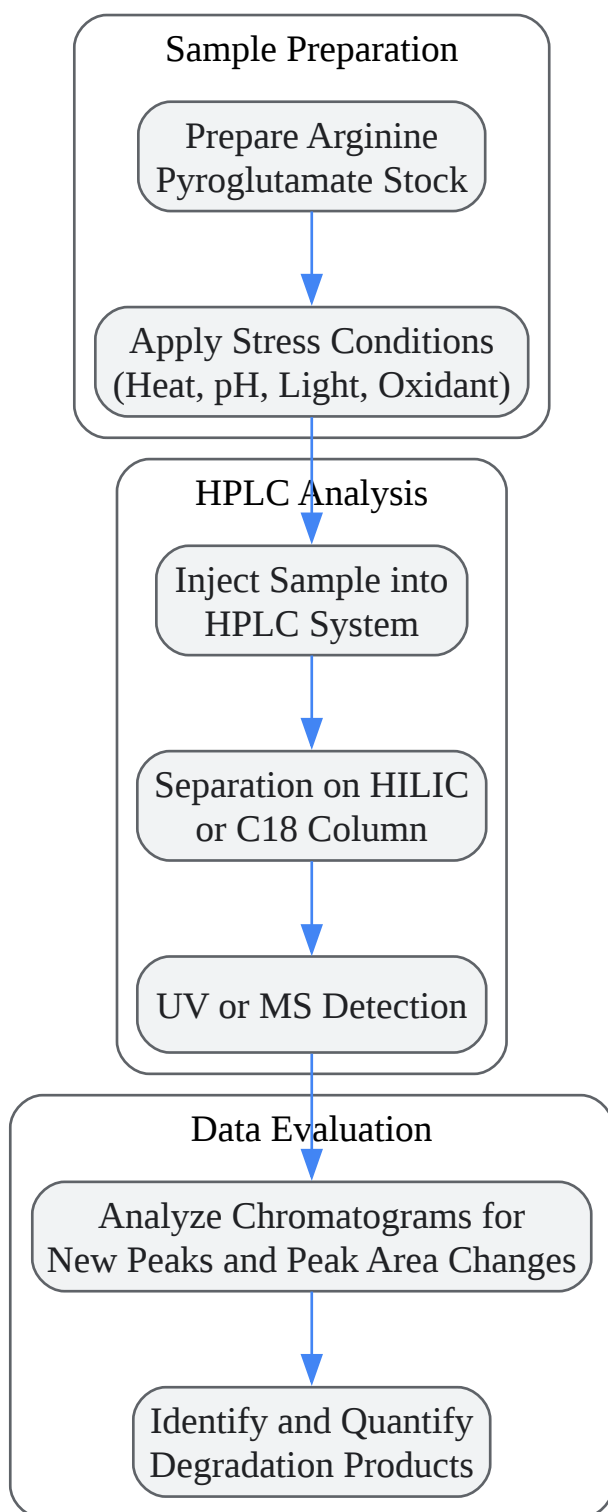 Sample Preparation
Prepare Arginine
Pyroglutamate Stock
Apply Stress Conditions
(Heat, pH, Light, Oxidant)
HPLC Analysis
Inject Sample into
HPLC System
Separation on HILIC
or C18 Column
UV or MS Detection
Data Evaluation
Analyze Chromatograms for
New Peaks and Peak Area Changes
Identify and Quantify
Degradation Products